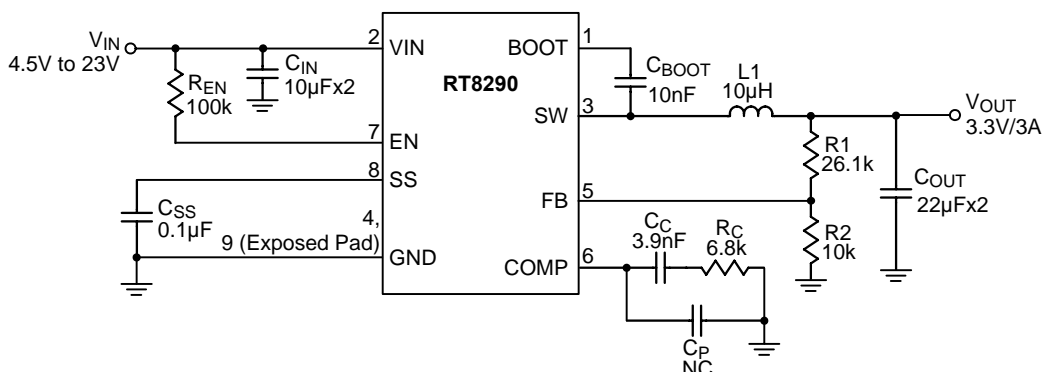 VIN
4.5V to 23V
REN
100k
CIN
10µFx2
2
VIN
7
EN
8
SS
CSS
0.1µF
4,
9 (Exposed Pad)
GND
RT8290
BOOT
1
CBOOT
10nF
SW
3
L1
10µH
VOUT
3.3V/3A
R1
26.1k
COUT
22µFx2
FB
5
R2
10k
COMP
6
CC
3.9nF
RC
6.8k
CP
NC